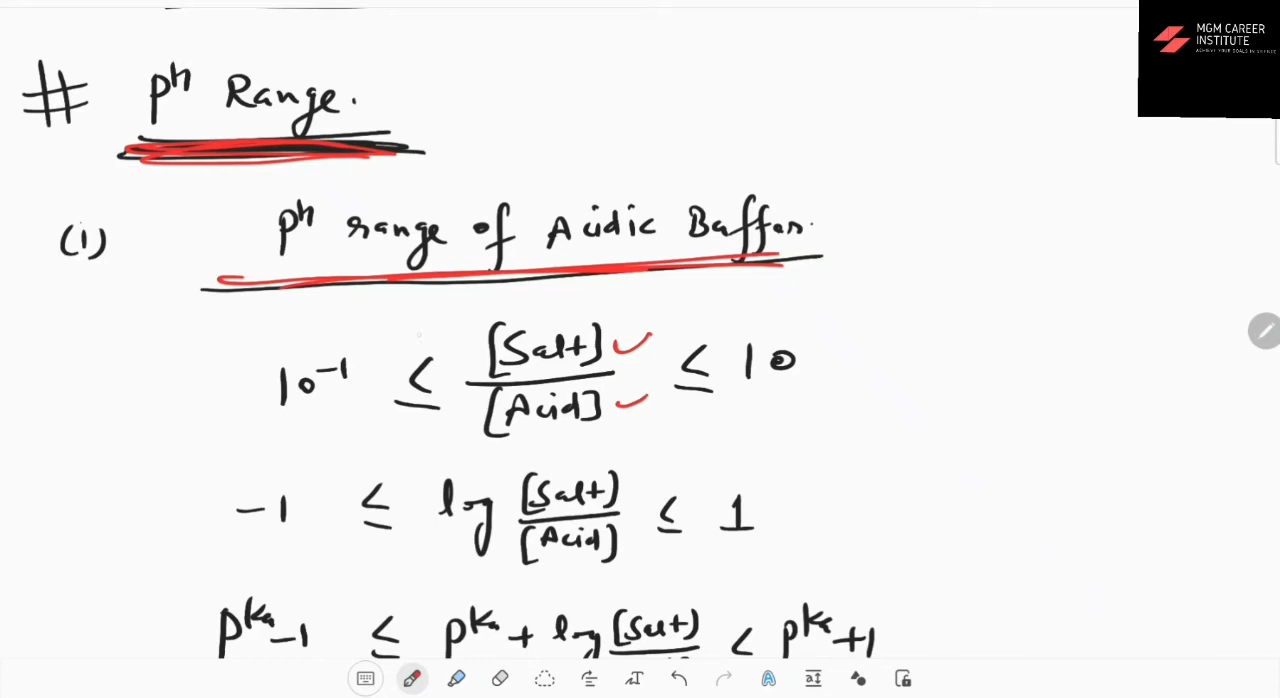 MGM CAREER
INSTITUTE
# pH Range.
(i) pH range of Acidic Buffer.
10⁻¹ ≤ [Salt]/[Acid] ≤ 10
-1 ≤ log [Salt]/[Acid] ≤ 1
pKa-1 ≤ pKa + log [Salt] < pKa+1